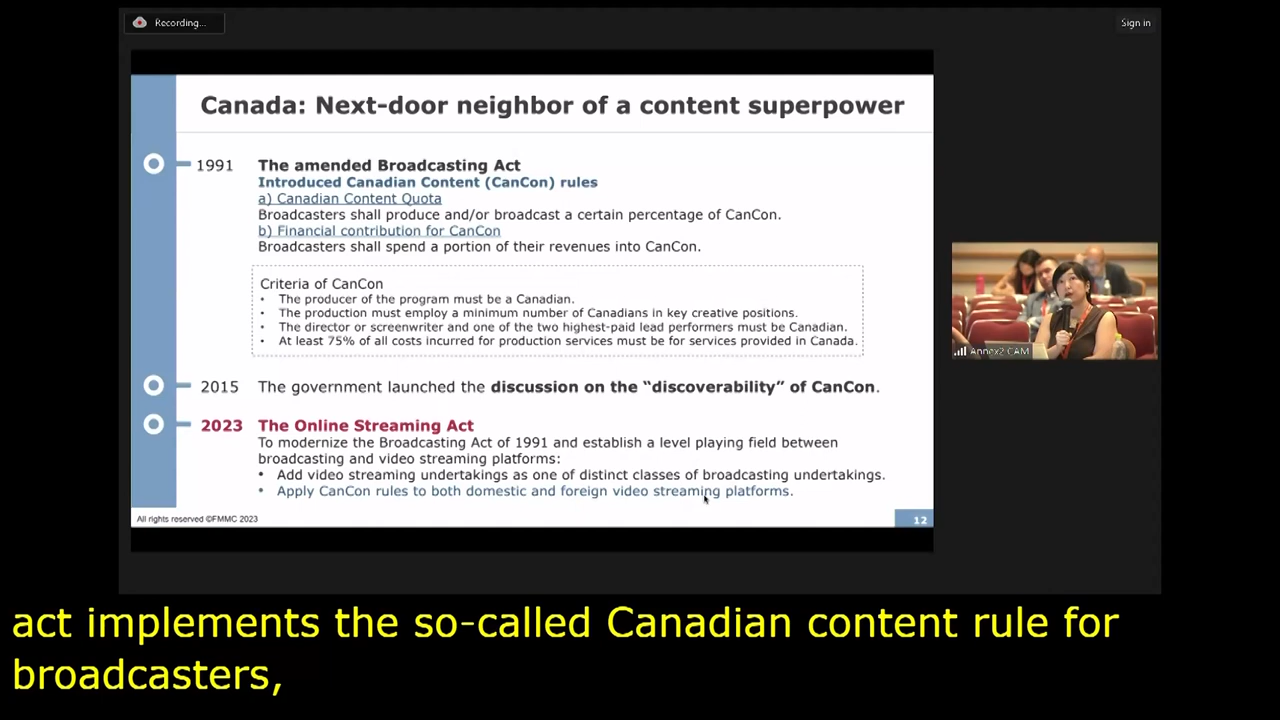 Recording...
Sign in
Canada: Next-door neighbor of a content superpower
1991 The amended Broadcasting Act
Introduced Canadian Content (CanCon) rules
a) Canadian Content Quota
Broadcasters shall produce and/or broadcast a certain percentage of CanCon.
b) Financial contribution for CanCon
Broadcasters shall spend a portion of their revenues into CanCon.
Criteria of CanCon
• The producer of the program must be a Canadian.
• The production must employ a minimum number of Canadians in key creative positions.
• The director or screenwriter and one of the two highest-paid lead performers must be Canadian.
• At least 75% of all costs incurred for production services must be for services provided in Canada.
2015 The government launched the discussion on the “discoverability” of CanCon.
2023 The Online Streaming Act
To modernize the Broadcasting Act of 1991 and establish a level playing field between
broadcasting and video streaming platforms:
• Add video streaming undertakings as one of distinct classes of broadcasting undertakings.
• Apply CanCon rules to both domestic and foreign video streaming platforms.
All rights reserved ©FMMC 2023
12
Annex2 CAM
act implements the so-called Canadian content rule for
broadcasters,